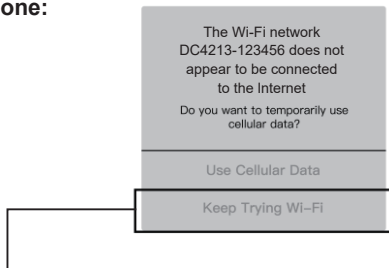 one:
The Wi-Fi network
DC4213-123456 does not
appear to be connected
to the Internet
Do you want to temporarily use
cellular data?
Use Cellular Data
Keep Trying Wi-Fi